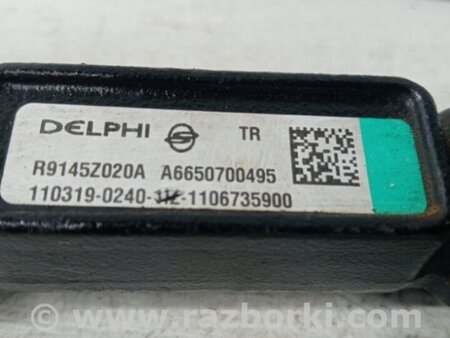 DELPHI TR
R9145Z020A A6650700495
110319-0240- -1106735900
© www.razborki.com